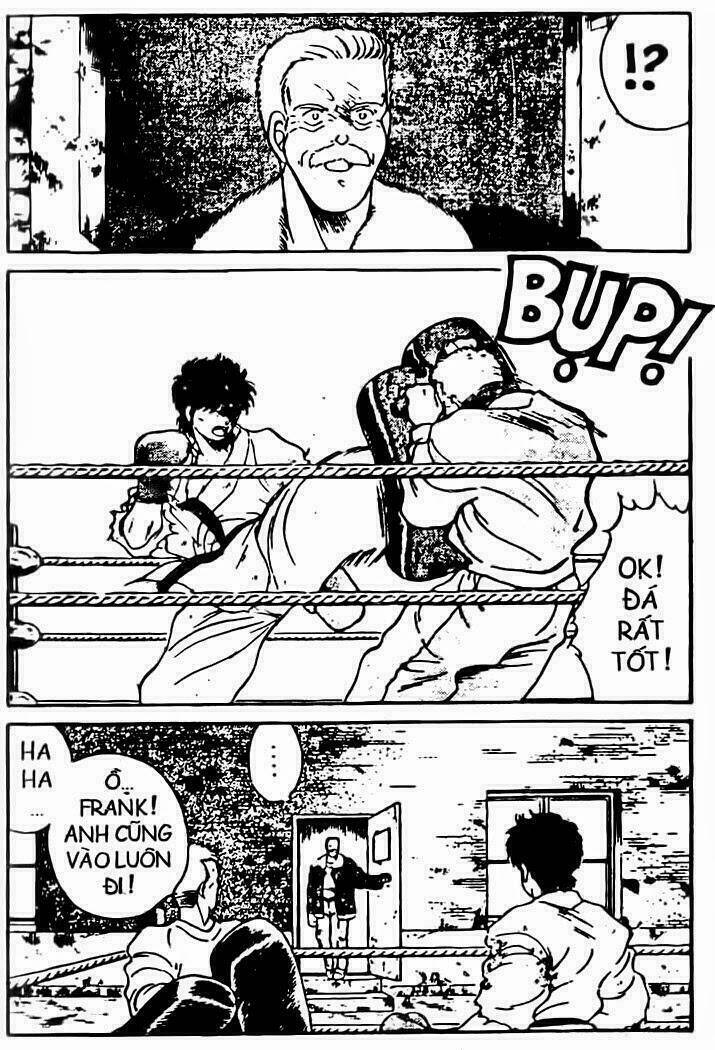 !?
BỤP!
OK!
ĐÁ
RẤT
TỐT!
HA
HA
...
Ồ...
FRANK!
ANH CŨNG
VÀO LUÔN
ĐI!
...